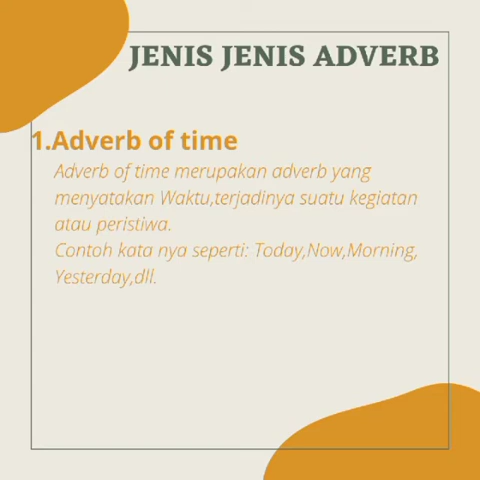 JENIS JENIS ADVERB
1.Adverb of time
Adverb of time merupakan adverb yang
menyatakan Waktu,terjadinya suatu kegiatan
atau peristiwa.
Contoh kata nya seperti: Today,Now,Morning,
Yesterday,dll.